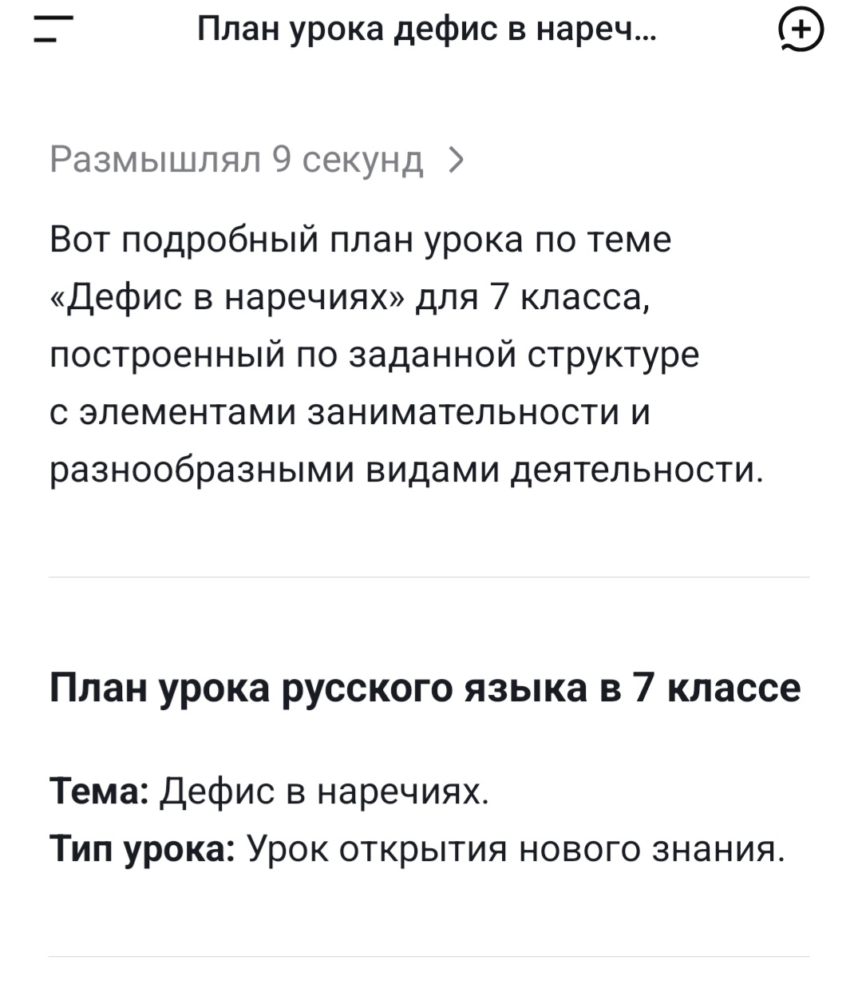 План урока дефис в нареч...
Размышлял 9 секунд
Вот подробный план урока по теме
«Дефис в наречиях» для 7 класса,
построенный по заданной структуре
с элементами занимательности и
разнообразными видами деятельности.
План урока русского языка в 7 классе
Тема: Дефис в наречиях.
Тип урока: Урок открытия нового знания.